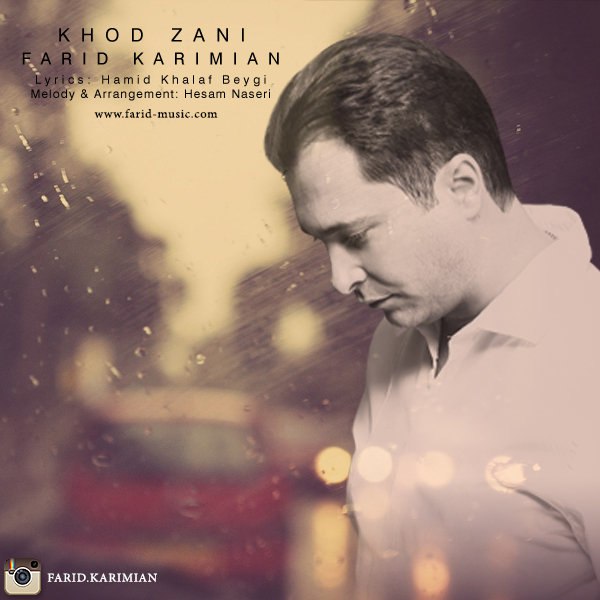 KHOD ZANI
FARID KARIMIAN
Lyrics: Hamid Khalaf Beygi
Melody & Arrangement: Hesam Naseri
www.farid-music.com
FARID.KARIMIAN